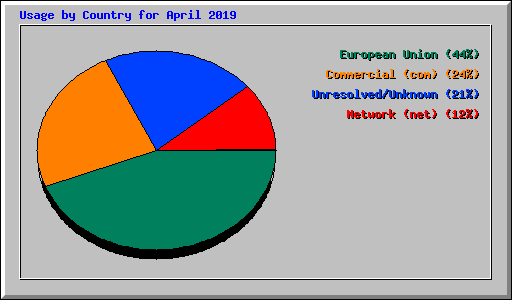 Usage by Country for April 2019
European Union (44%)
Commercial (com) (24%)
Unresolved/Unknown (21%)
Network (net) (12%)